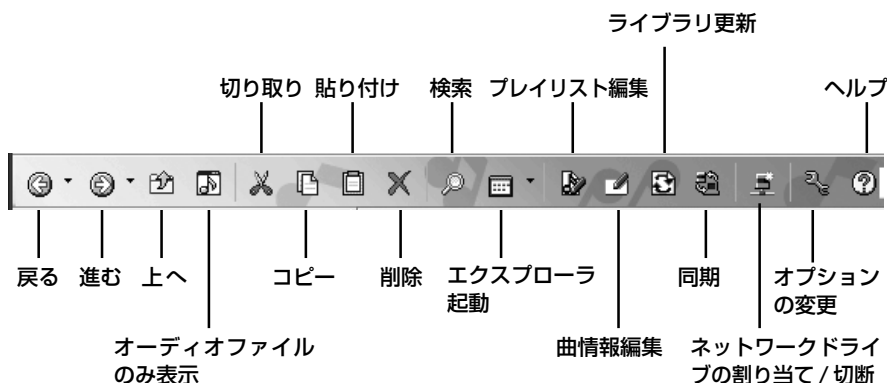 ライブラリ更新
切り取り 貼り付け 検索 プレイリスト編集 ヘルプ
戻る 進む 上へ コピー 削除 エクスプローラ
起動 同期 オプション
の変更
オーディオファイル
のみ表示 曲情報編集 ネットワークドライ
ブの割り当て / 切断